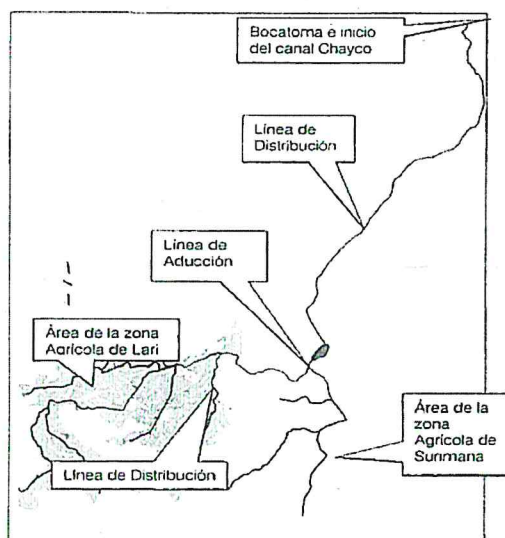 Bocatoma e inicio
del canal Chayco
Línea de
Distribución
Línea de
Aducción
Área de la zona
Agrícola de Lari
Área de la
zona
Agrícola de
Surimana
Línea de Distribución